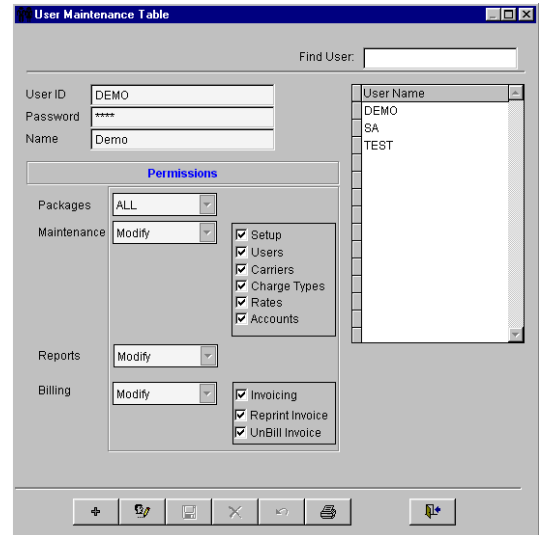 User Maintenance Table
Find User:
User ID DEMO
Password ****
Name Demo
User Name
DEMO
SA
TEST
Permissions
Packages ALL
Maintenance Modify
Setup
Users
Carriers
Charge Types
Rates
Accounts
Reports Modify
Billing Modify
Invoicing
Reprint Invoice
UnBill Invoice